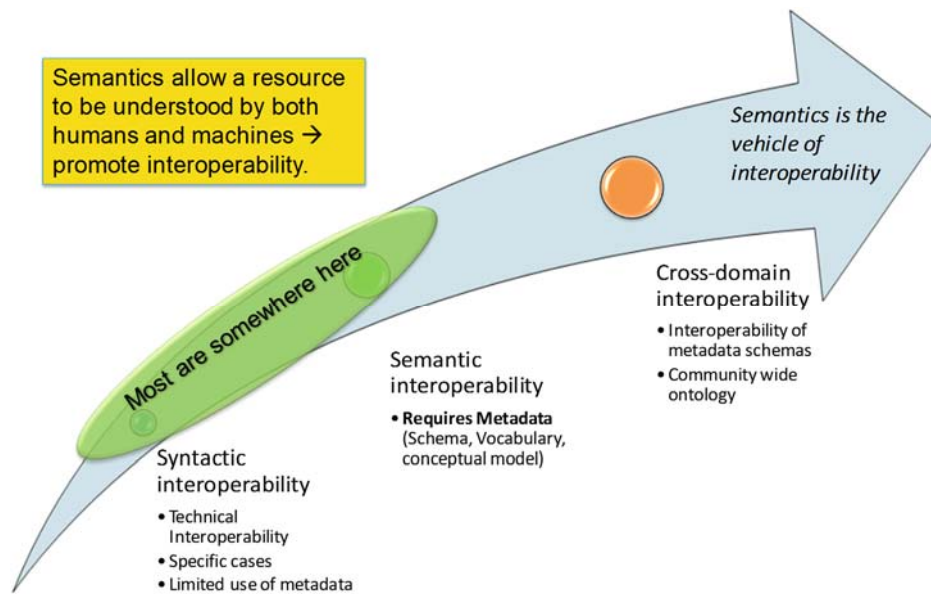 Semantics allow a resource
to be understood by both
humans and machines →
promote interoperability.
Semantics is the
vehicle of
interoperability
Most are somewhere here
Cross-domain
interoperability
• Interoperability of
metadata schemas
• Community wide
ontology
Semantic
interoperability
• Requires Metadata
(Schema, Vocabulary,
conceptual model)
Syntactic
interoperability
• Technical
Interoperability
• Specific cases
• Limited use of metadata